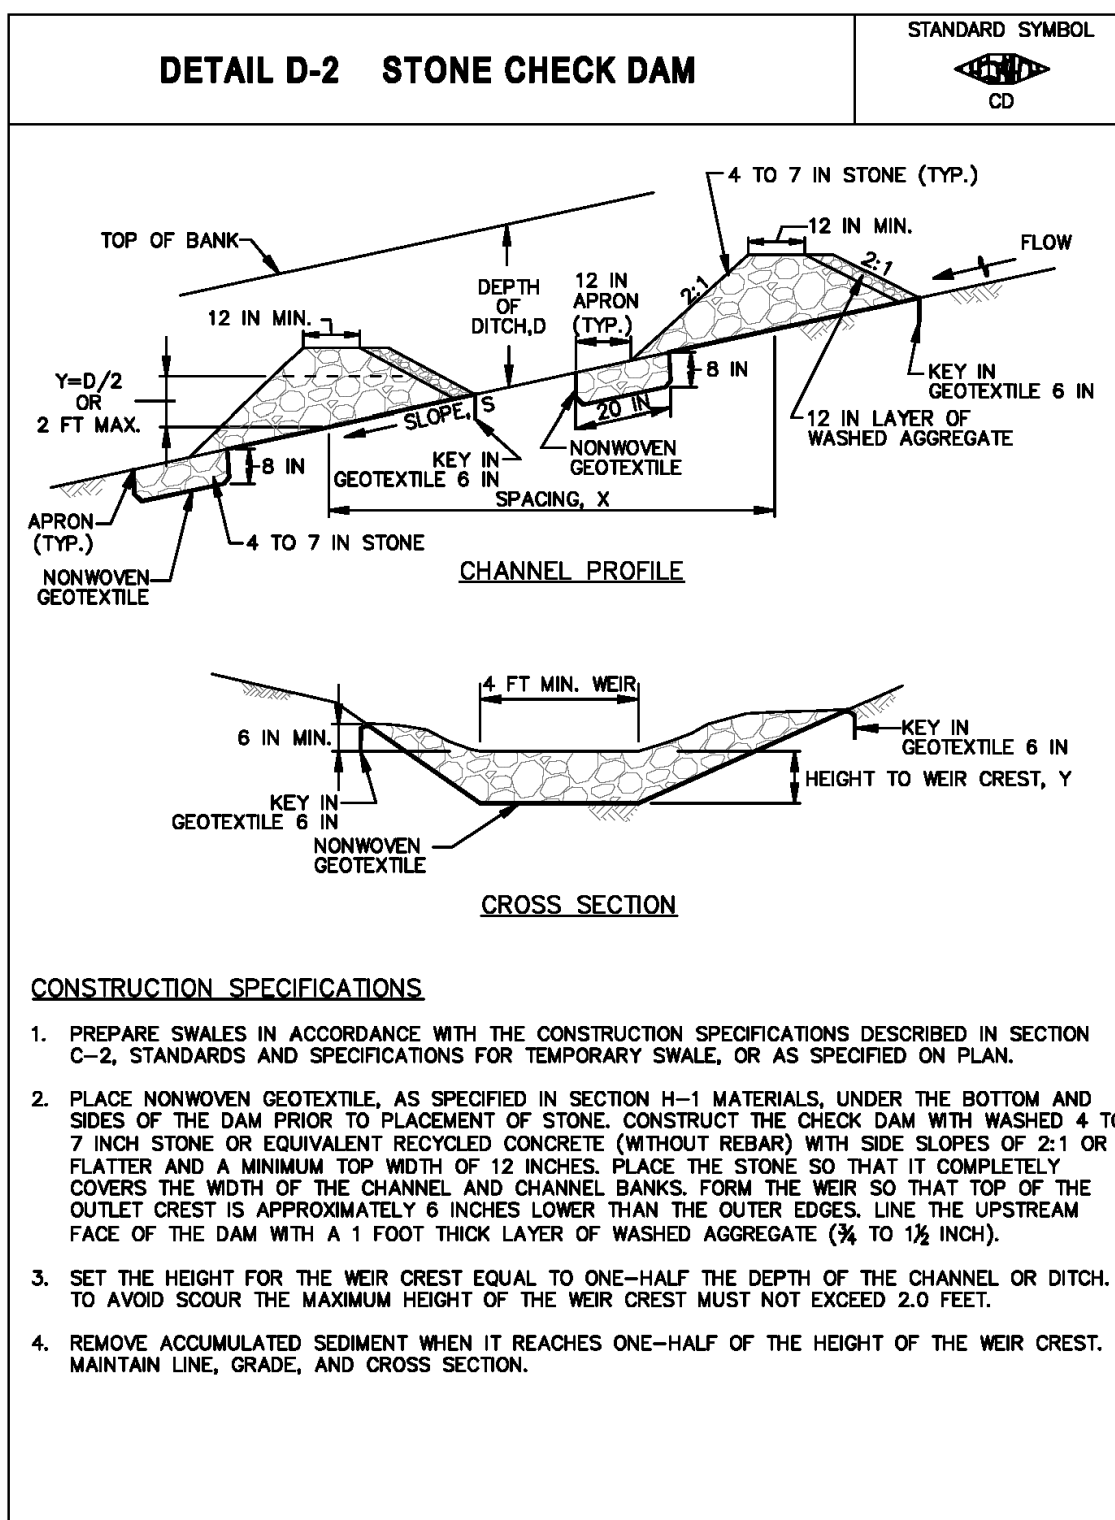 DETAIL D-2 STONE CHECK DAM
STANDARD SYMBOL
CD
4 TO 7 IN STONE (TYP.)
12 IN MIN.
FLOW
TOP OF BANK
2:1
2:1
DEPTH
OF
DITCH,D
12 IN
APRON
(TYP.)
12 IN MIN.
8 IN
KEY IN
GEOTEXTILE 6 IN
Y=D/2
OR
2 FT MAX.
SLOPE, S
20 IN
12 IN LAYER OF
WASHED AGGREGATE
NONWOVEN
GEOTEXTILE
KEY IN
GEOTEXTILE 6 IN
8 IN
SPACING, X
APRON
(TYP.)
4 TO 7 IN STONE
NONWOVEN
GEOTEXTILE
CHANNEL PROFILE
4 FT MIN. WEIR
6 IN MIN.
KEY IN
GEOTEXTILE 6 IN
HEIGHT TO WEIR CREST, Y
KEY IN
GEOTEXTILE 6 IN
NONWOVEN
GEOTEXTILE
CROSS SECTION
CONSTRUCTION SPECIFICATIONS
1. PREPARE SWALES IN ACCORDANCE WITH THE CONSTRUCTION SPECIFICATIONS DESCRIBED IN SECTION
C-2, STANDARDS AND SPECIFICATIONS FOR TEMPORARY SWALE, OR AS SPECIFIED ON PLAN.
2. PLACE NONWOVEN GEOTEXTILE, AS SPECIFIED IN SECTION H-1 MATERIALS, UNDER THE BOTTOM AND
SIDES OF THE DAM PRIOR TO PLACEMENT OF STONE. CONSTRUCT THE CHECK DAM WITH WASHED 4 TO
7 INCH STONE OR EQUIVALENT RECYCLED CONCRETE (WITHOUT REBAR) WITH SIDE SLOPES OF 2:1 OR
FLATTER AND A MINIMUM TOP WIDTH OF 12 INCHES. PLACE THE STONE SO THAT IT COMPLETELY
COVERS THE WIDTH OF THE CHANNEL AND CHANNEL BANKS. FORM THE WEIR SO THAT TOP OF THE
OUTLET CREST IS APPROXIMATELY 6 INCHES LOWER THAN THE OUTER EDGES. LINE THE UPSTREAM
FACE OF THE DAM WITH A 1 FOOT THICK LAYER OF WASHED AGGREGATE (¾ TO 1½ INCH).
3. SET THE HEIGHT FOR THE WEIR CREST EQUAL TO ONE-HALF THE DEPTH OF THE CHANNEL OR DITCH.
TO AVOID SCOUR THE MAXIMUM HEIGHT OF THE WEIR CREST MUST NOT EXCEED 2.0 FEET.
4. REMOVE ACCUMULATED SEDIMENT WHEN IT REACHES ONE-HALF OF THE HEIGHT OF THE WEIR CREST.
MAINTAIN LINE, GRADE, AND CROSS SECTION.